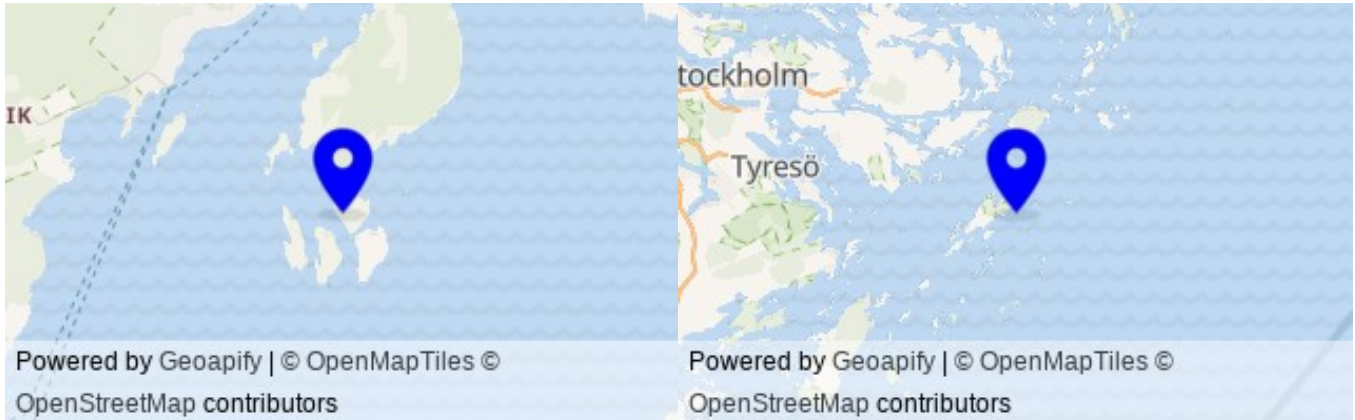 IK
tockholm
Tyresö
Powered by Geoapify | © OpenMapTiles ©
OpenStreetMap contributors
Powered by Geoapify | © OpenMapTiles ©
OpenStreetMap contributors